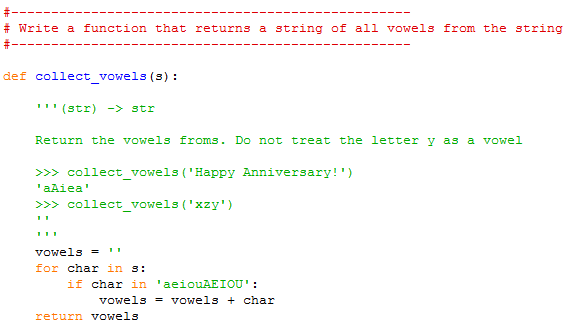 #--------------------------------------------------
# Write a function that returns a string of all vowels from the string
#--------------------------------------------------
def collect_vowels(s):
'''(str) -> str
Return the vowels froms. Do not treat the letter y as a vowel
>>> collect_vowels('Happy Anniversary!')
'aAiea'
>>> collect_vowels('xzy')
''
'''
vowels = ''
for char in s:
if char in 'aeiouAEIOU':
vowels = vowels + char
return vowels